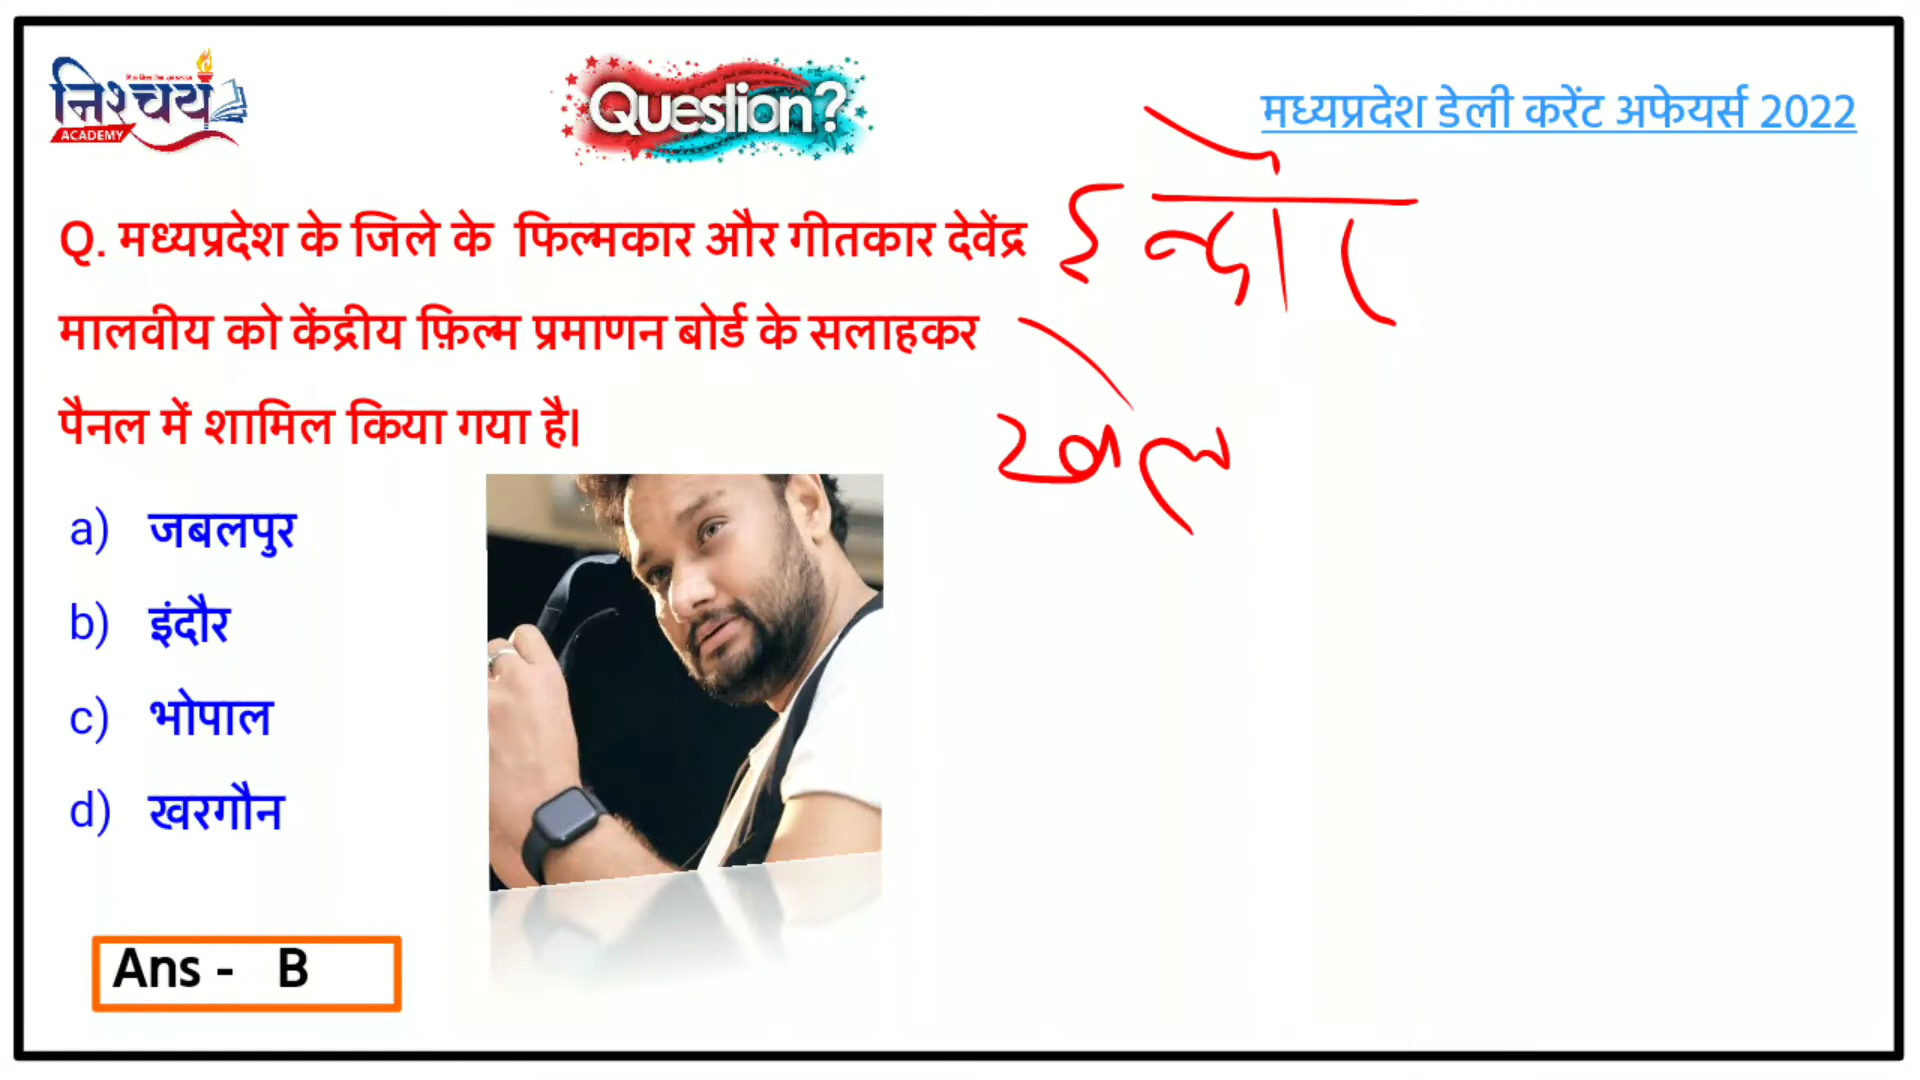 निश्चय
ACADEMY
Question?
मध्यप्रदेश डेली करेंट अफेयर्स 2022
Q. मध्यप्रदेश के जिले के फिल्मकार और गीतकार देवेंद्र
मालवीय को केंद्रीय फ़िल्म प्रमाणन बोर्ड के सलाहकर
पैनल में शामिल किया गया है।
इन्दोर
खेल
a) जबलपुर
b) इंदौर
c) भोपाल
d) खरगौन
Ans - B